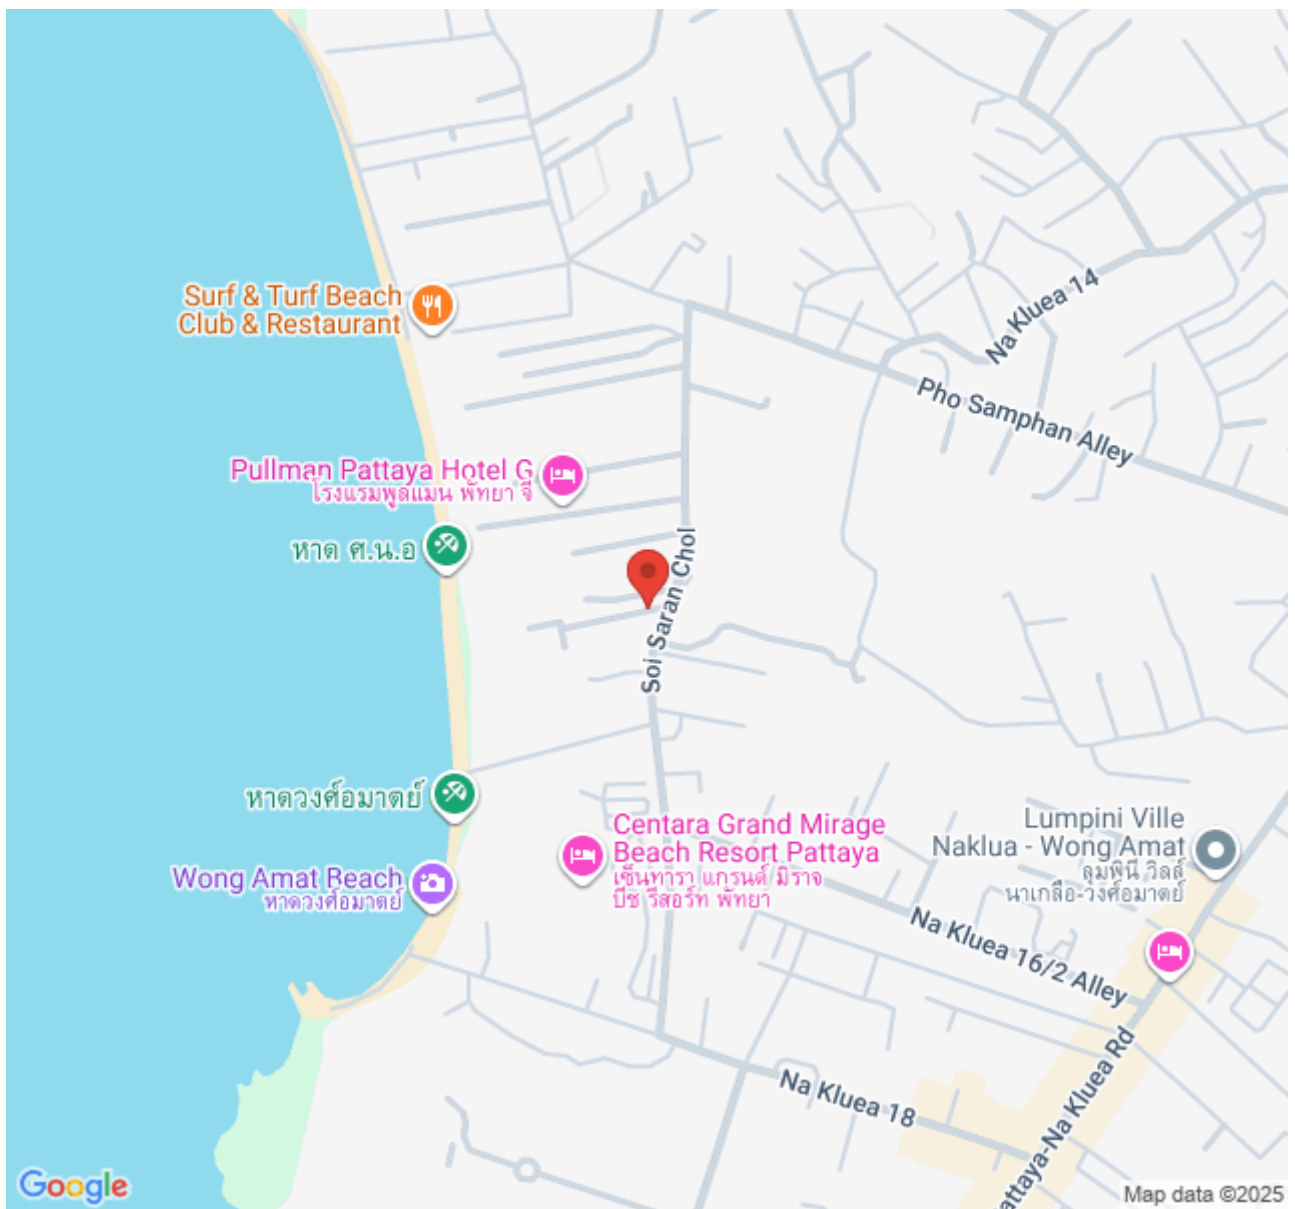 Na Kluea 14
Surf & Turf Beach
Club & Restaurant
Pho Samphan Alley
Pullman Pattaya Hotel G
โรงแรมพูลแมน พัทยา จี
หาด ศ.น.อ
Soi Saran Chol
หาดวงศ์อมาตย์
Centara Grand Mirage
Beach Resort Pattaya
เซ็นทารา แกรนด์ มิราจ
บีช รีสอร์ท พัทยา
Lumpini Ville
Naklua - Wong Amat
ลุมพินี วิลล์
นาเกลือ-วงศ์อมาตย์
Wong Amat Beach
หาดวงศ์อมาตย์
Na Kluea 16/2 Alley
Na Kluea 18
attaya-Na Kluea Rd
Google
Map data ©2025